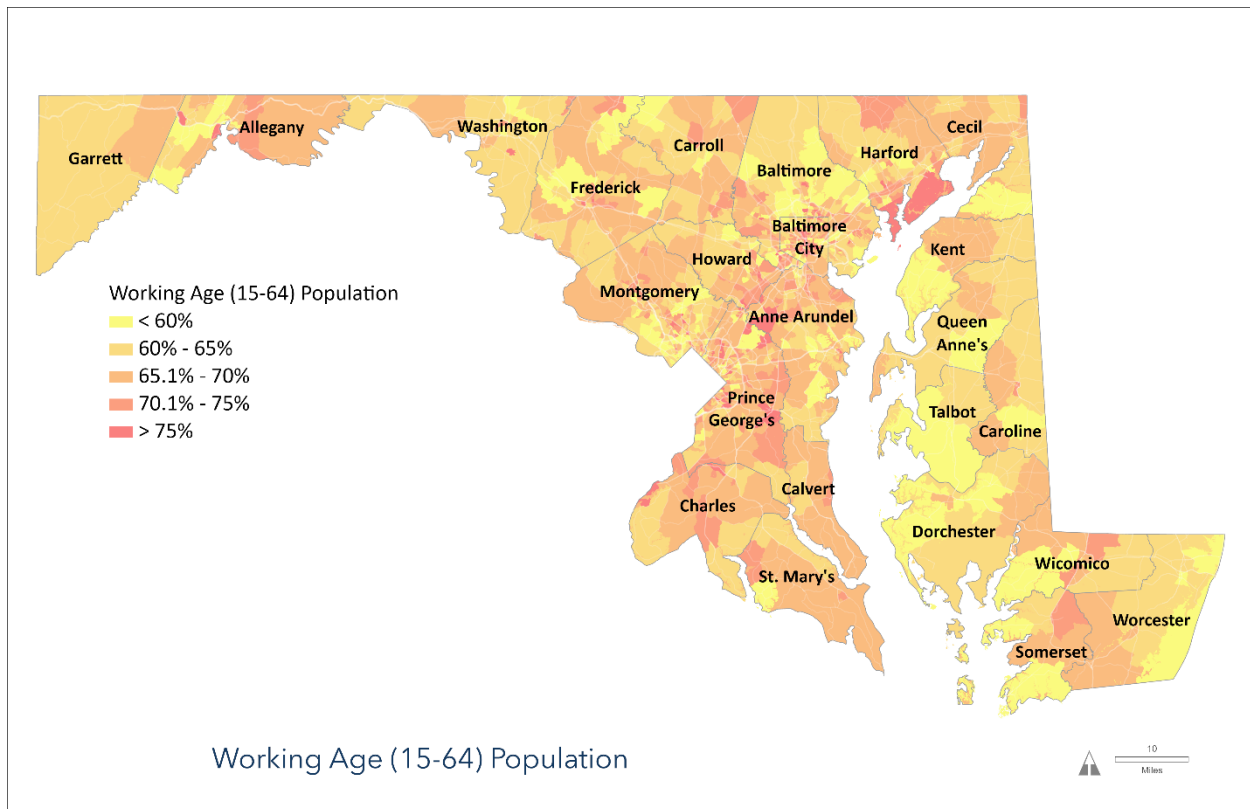 Garrett
Allegany
Washington
Frederick
Carroll
Baltimore
Harford
Cecil
Baltimore
City
Howard
Montgomery
Anne Arundel
Kent
Queen
Anne's
Prince
George's
Talbot
Caroline
Charles
Calvert
St. Mary's
Dorchester
Wicomico
Worcester
Somerset
Working Age (15-64) Population
< 60%
60% - 65%
65.1% - 70%
70.1% - 75%
> 75%
Working Age (15-64) Population
10
Miles